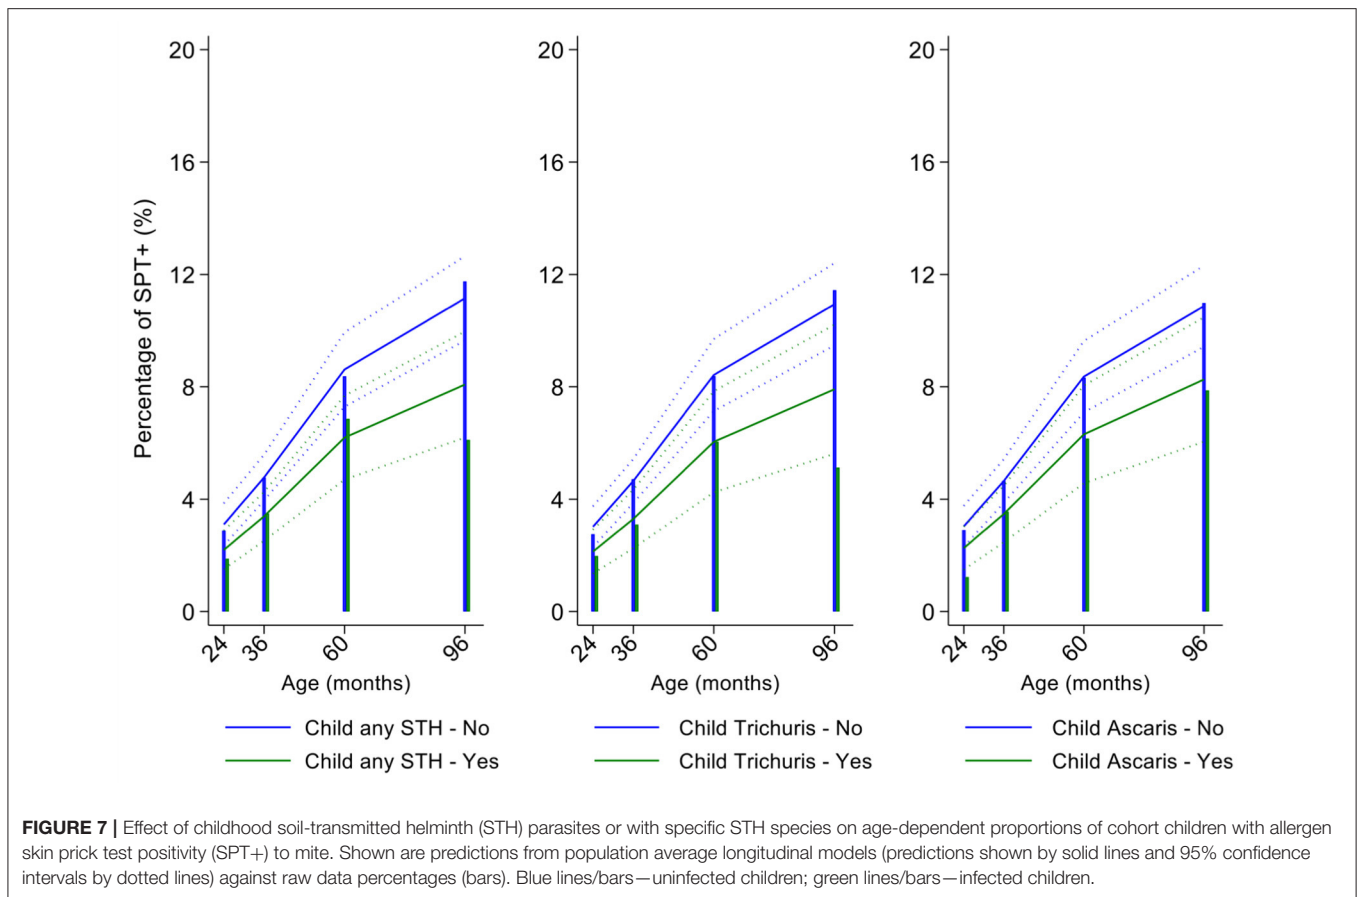 20
16
12
8
4
0
Percentage of SPT+ (%)
24
36
60
96
Age (months)
Child any STH - No
Child any STH - Yes
20
16
12
8
4
0
24
36
60
96
Age (months)
Child Trichuris - No
Child Trichuris - Yes
20
16
12
8
4
0
24
36
60
96
Age (months)
Child Ascaris - No
Child Ascaris - Yes
FIGURE 7 | Effect of childhood soil-transmitted helminth (STH) parasites or with specific STH species on age-dependent proportions of cohort children with allergen
skin prick test positivity (SPT+) to mite. Shown are predictions from population average longitudinal models (predictions shown by solid lines and 95% confidence
intervals by dotted lines) against raw data percentages (bars). Blue lines/bars—uninfected children; green lines/bars—infected children.